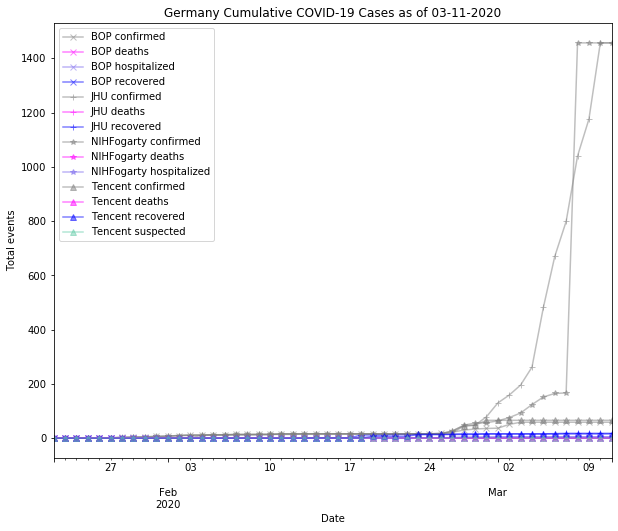 Germany Cumulative COVID-19 Cases as of 03-11-2020
1400
1200
1000
800
600
400
200
0
Total events
BOP confirmed
BOP deaths
BOP hospitalized
BOP recovered
JHU confirmed
JHU deaths
JHU recovered
NIHFogarty confirmed
NIHFogarty deaths
NIHFogarty hospitalized
Tencent confirmed
Tencent deaths
Tencent recovered
Tencent suspected
27 03 10 17 24 02 09
Feb Mar
2020
Date